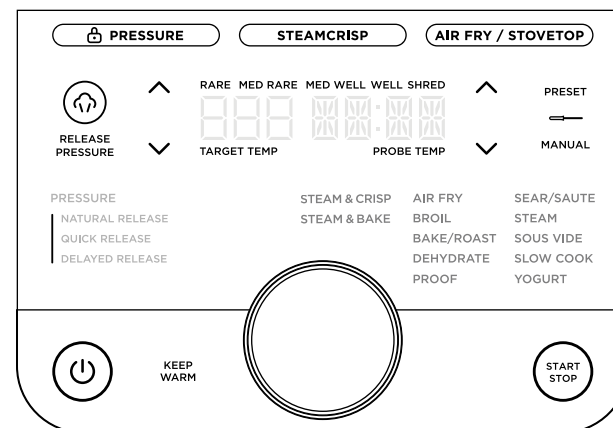 PRESSURE
STEAMCRISP
AIR FRY / STOVETOP
RARE MED RARE MED WELL WELL SHRED
TARGET TEMP PROBE TEMP
RELEASE
PRESSURE
PRESET
MANUAL
PRESSURE
NATURAL RELEASE
QUICK RELEASE
DELAYED RELEASE
STEAM & CRISP
STEAM & BAKE
AIR FRY
BROIL
BAKE/ROAST
DEHYDRATE
PROOF
SEAR/SAUTE
STEAM
SOUS VIDE
SLOW COOK
YOGURT
KEEP
WARM
START
STOP